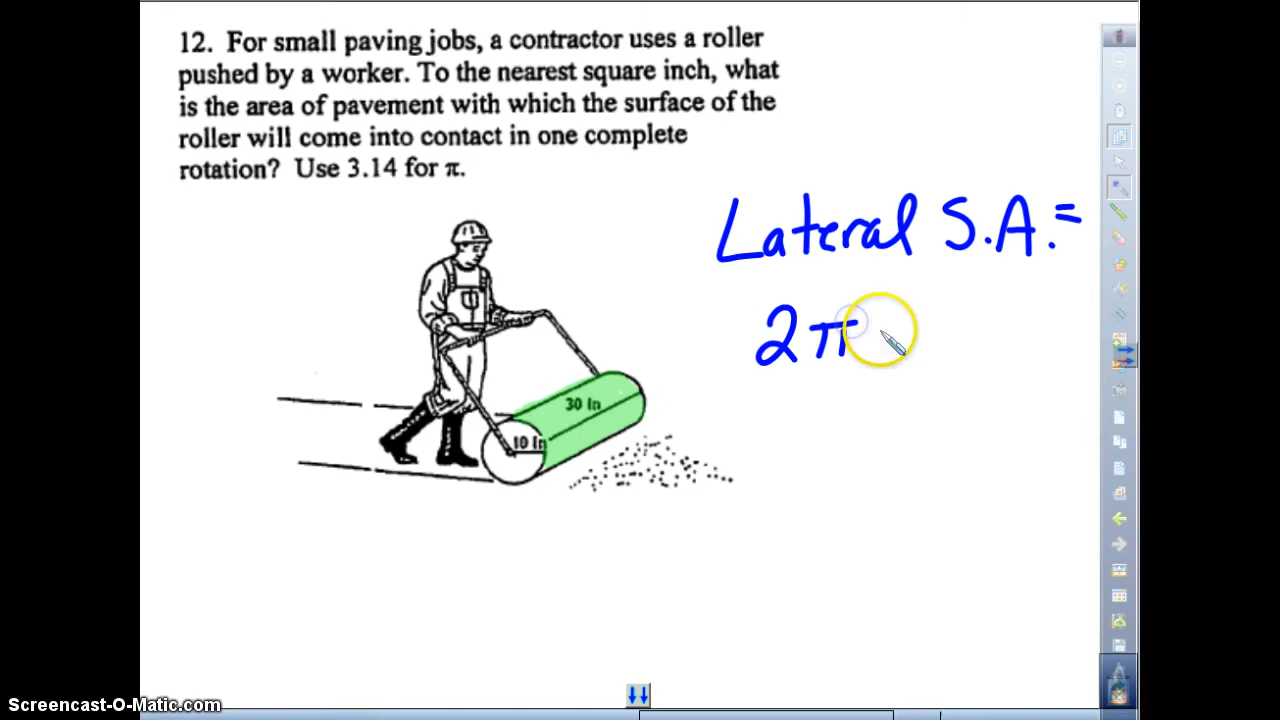 12. For small paving jobs, a contractor uses a roller
pushed by a worker. To the nearest square inch, what
is the area of pavement with which the surface of the
roller will come into contact in one complete
rotation? Use 3.14 for π.
Lateral S.A.=
2π
30 in
10 in
Screencast-O-Matic.com